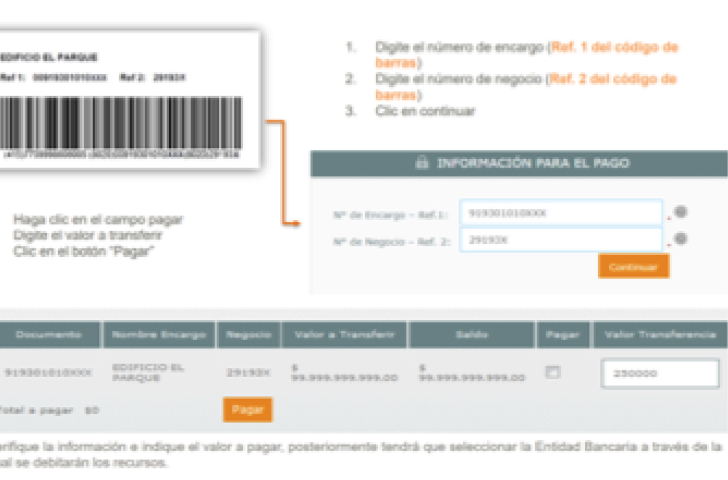 EDIFICIO EL PARQUE
Ref 1: 00919301010xxx Ref 2: 29193X
1. Digite el número de encargo (Ref. 1 del código de
barras)
2. Digite el número de negocio (Ref. 2 del código de
barras)
3. Clic en continuar
INFORMACIÓN PARA EL PAGO
Nº de Encargo - Ref.1: 919301010XXX
Nº de Negocio - Ref. 2: 29193X
Continuar
Haga clic en el campo pagar
Digite el valor a transferir
Clic en el botón "Pagar"
Documento Nombre Encargo Negocio Valor a Transferir Saldo Pagar Valor Transferencia
919301010XXX EDIFICIO EL PARQUE 29193X $ 99.999.999.999.00 $ 99.999.999.999.00 250000
Total a pagar $0 Pagar
erifique la información e indique el valor a pagar, posteriormente tendrá que seleccionar la Entidad Bancaria a través de la
ual se debitarán los recursos.